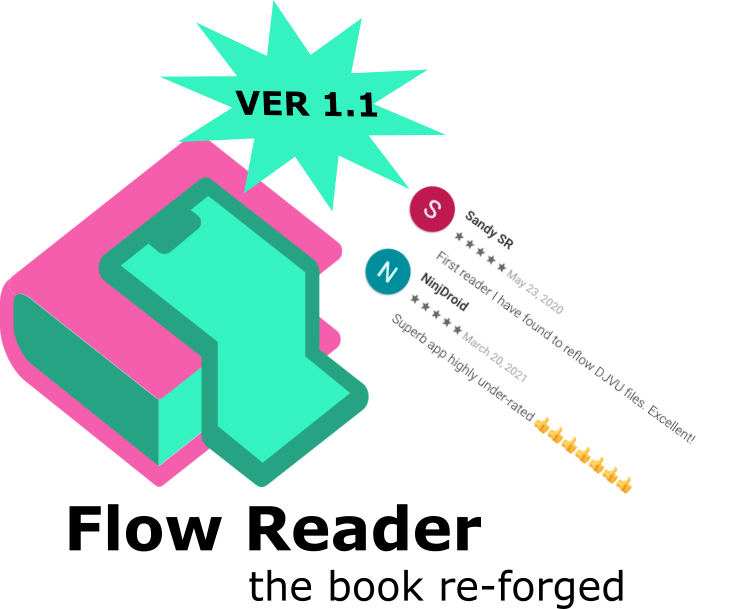 VER 1.1
S
Sandy SR
★★★★★ May 23, 2020
First reader I have found to reflow DJVU files. Excellent!
N
NinjDroid
★★★★★ March 20, 2021
Superb app highly under-rated 👍👍👍👍👍👍👍
Flow Reader
the book re-forged